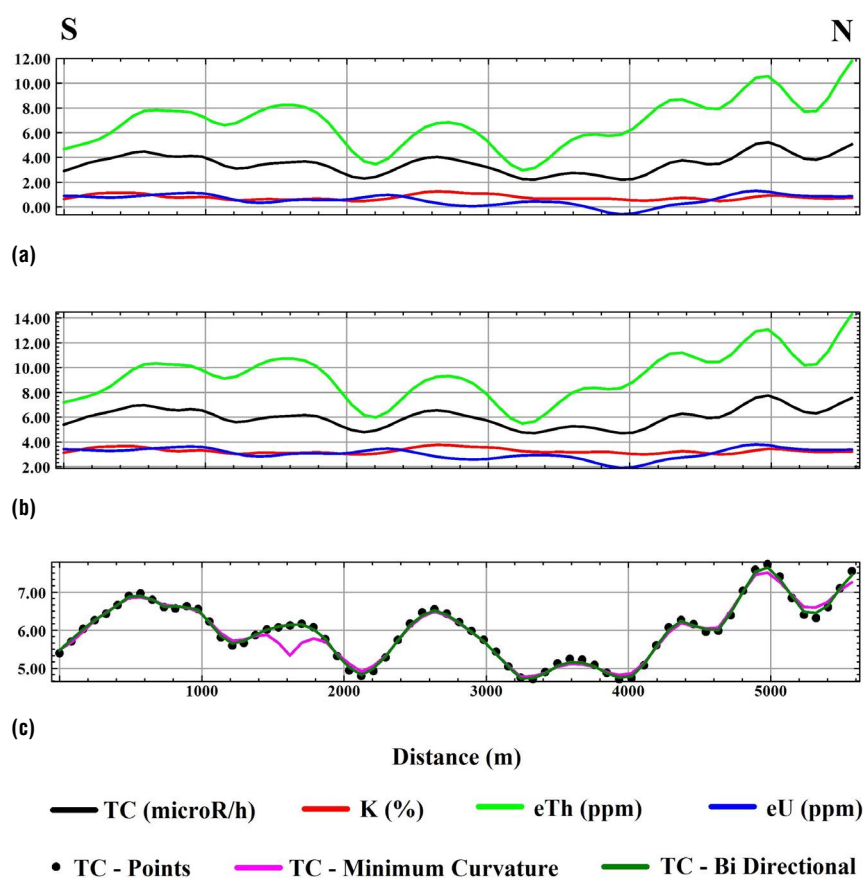 S N
12.00
10.00
8.00
6.00
4.00
2.00
0.00
(a)
14.00
12.00
10.00
8.00
6.00
4.00
2.00
(b)
7.00
6.00
5.00
1000 2000 3000 4000 5000
(c)
Distance (m)
TC (microR/h) K (%) eTh (ppm) eU (ppm)
TC - Points TC - Minimum Curvature TC - Bi Directional